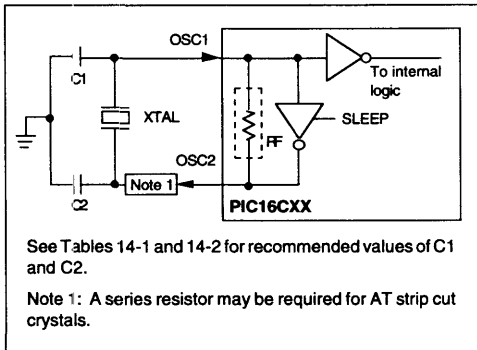 OSC1
C1
To internal
logic
XTAL
SLEEP
RF
OSC2
C2
Note 1
PIC16CXX
See Tables 14-1 and 14-2 for recommended values of C1
and C2.
Note 1: A series resistor may be required for AT strip cut
crystals.